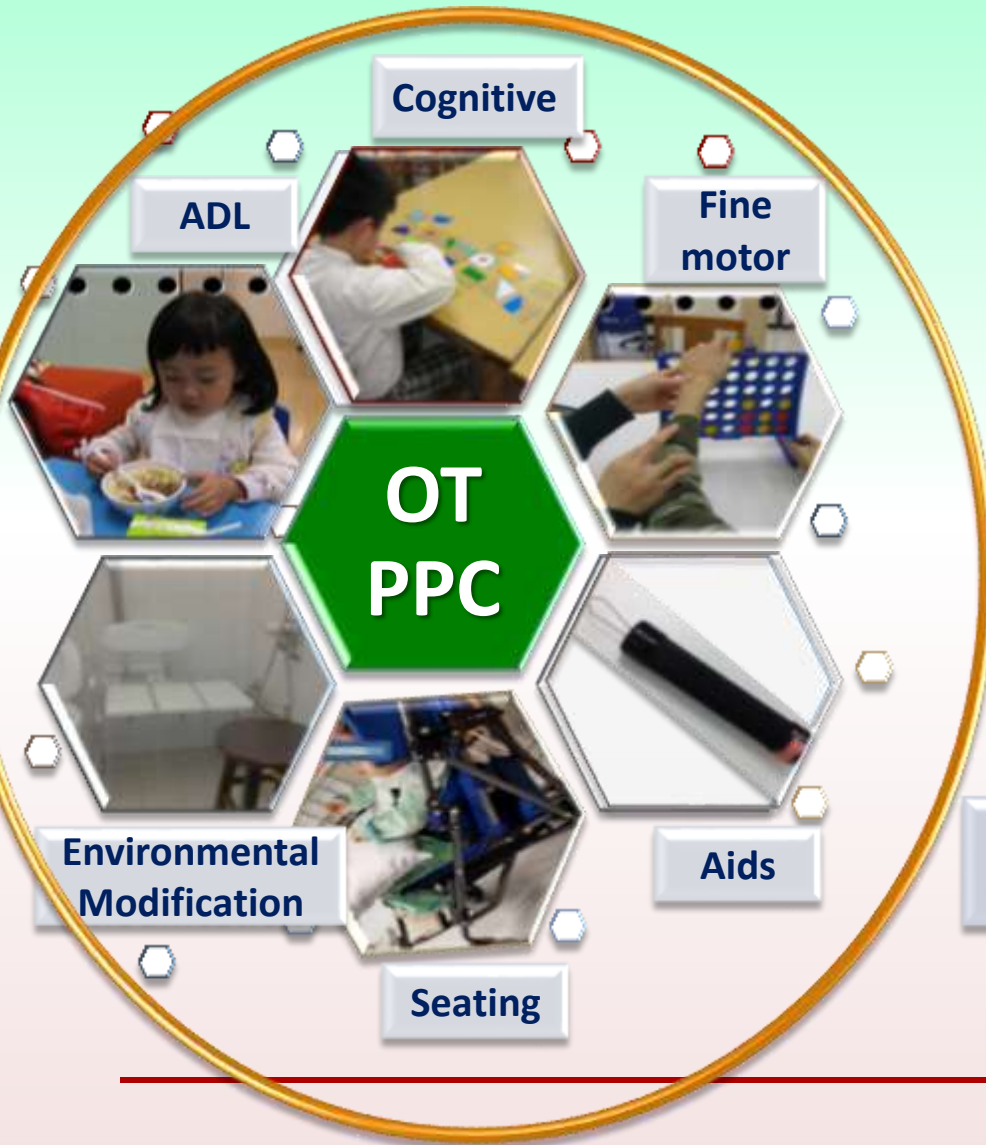 Cognitive
ADL
Fine
motor
OT
PPC
Environmental
Modification
Aids
Seating